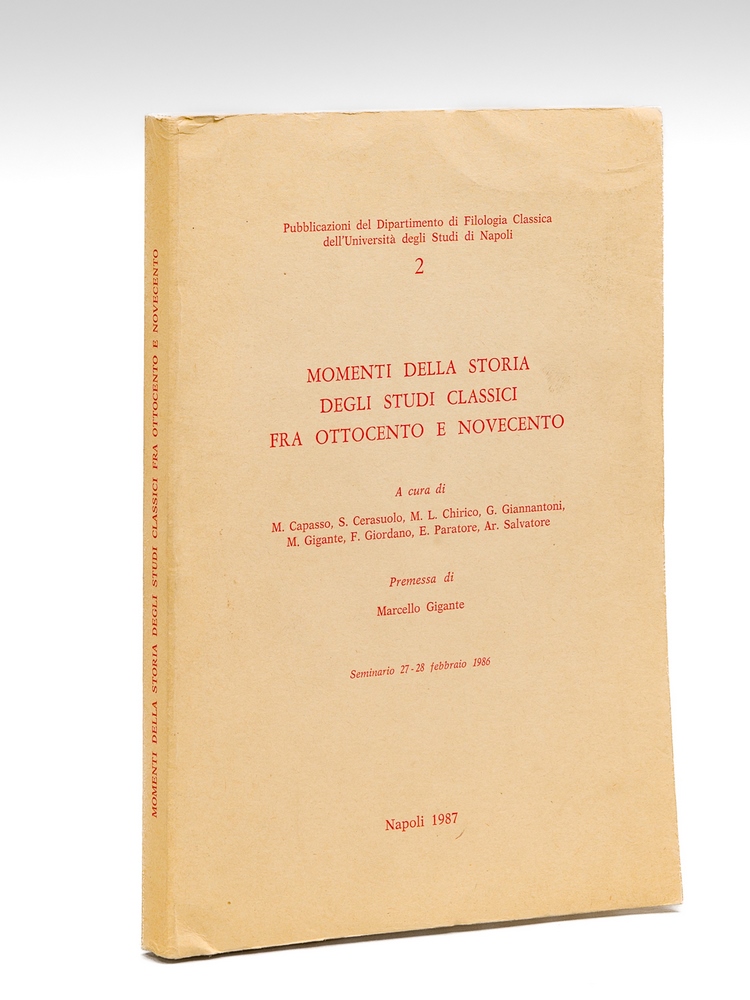 MOMENTI DELLA STORIA DEGLI STUDI CLASSICI FRA OTTOCENTO E NOVECENTO
Pubblicazioni del Dipartimento di Filologia Classica
dell'Università degli Studi di Napoli
2
MOMENTI DELLA STORIA
DEGLI STUDI CLASSICI
FRA OTTOCENTO E NOVECENTO
A cura di
M. Capasso, S. Cerasuolo, M. L. Chirico, G. Giannantoni,
M. Gigante, F. Giordano, E. Paratore, Ar. Salvatore
Premessa di
Marcello Gigante
Seminario 27-28 febbraio 1986
Napoli 1987